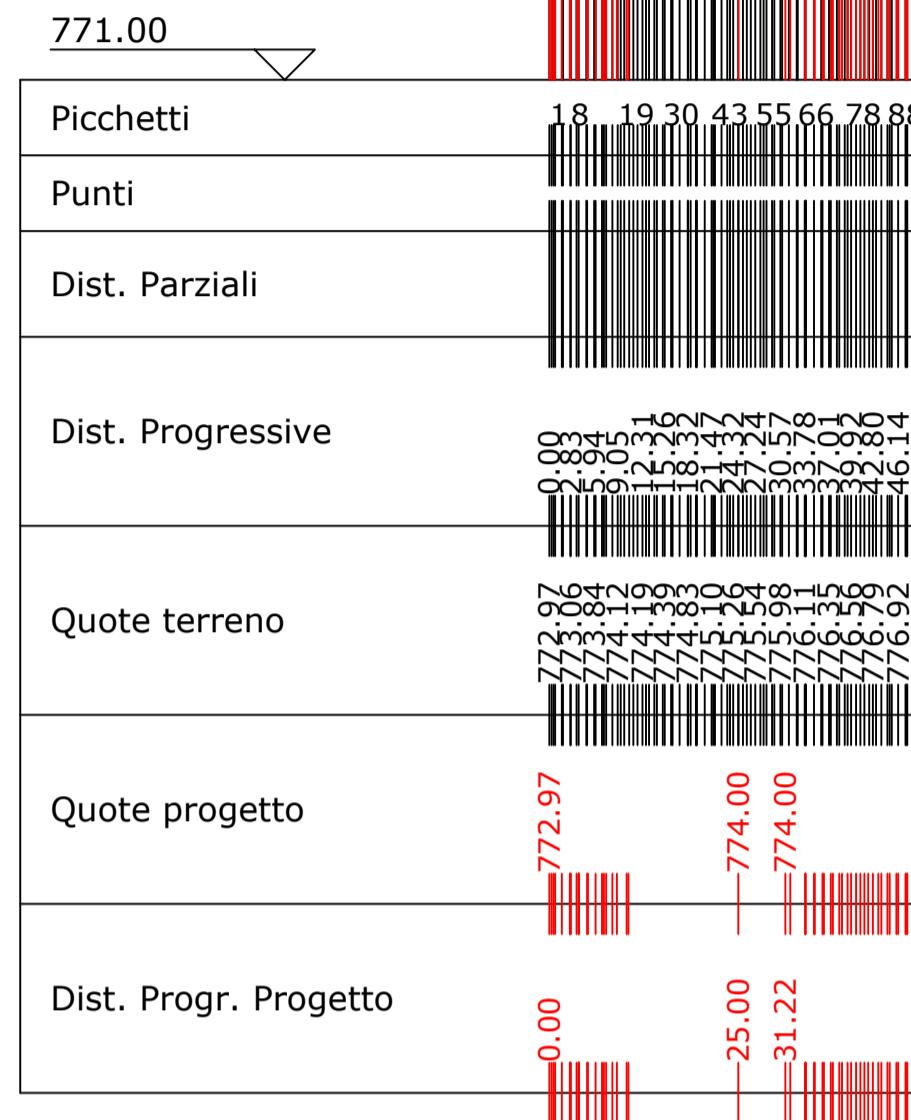 771.00
Picchetti 18 19 30 43 55 66 78
Punti
Dist. Parziali
Dist. Progressive 0.00 2.83 5.94 9.05 12.31 15.26 18.32 21.47 24.32 27.24 30.57 33.78 37.01 39.92 42.80 46.14
Quote terreno 772.97 773.06 773.84 774.12 774.19 774.39 774.83 775.10 775.26 775.54 775.98 776.11 776.35 776.56 776.79 776.92
Quote progetto 772.97 774.00 774.00
Dist. Progr. Progetto 0.00 25.00 31.22